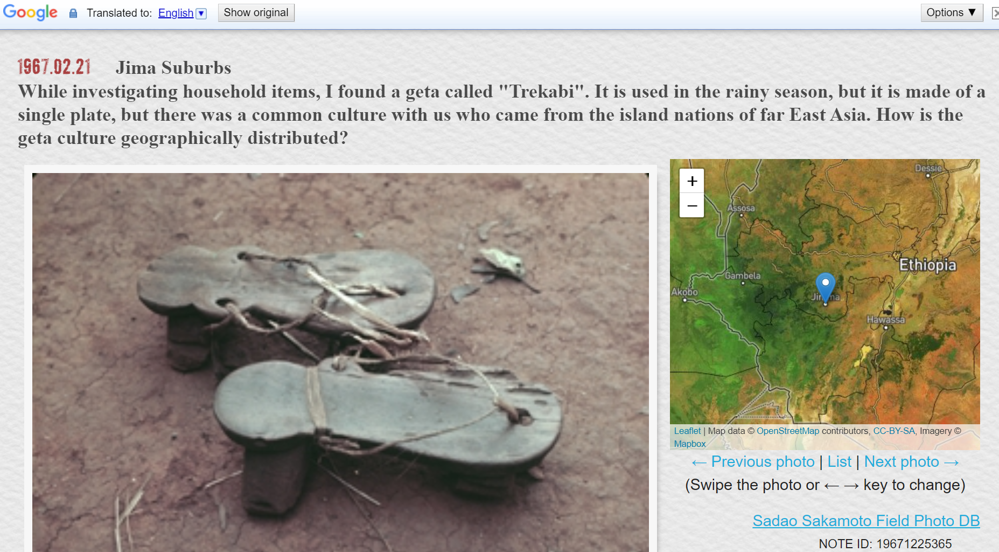 Google Translated to: English ▼ Show original Options ▼
1967.02.21 Jima Suburbs
While investigating household items, I found a geta called "Trekabi". It is used in the rainy season, but it is made of a
single plate, but there was a common culture with us who came from the island nations of far East Asia. How is the
geta culture geographically distributed?
+
−
Dessie
Assosa
Ethiopia
Gambela
Akobo
Jimma
Hawassa
Leaflet | Map data © OpenStreetMap contributors, CC-BY-SA, Imagery ©
Mapbox
← Previous photo | List | Next photo →
(Swipe the photo or ← → key to change)
Sadao Sakamoto Field Photo DB
NOTE ID: 19671225365